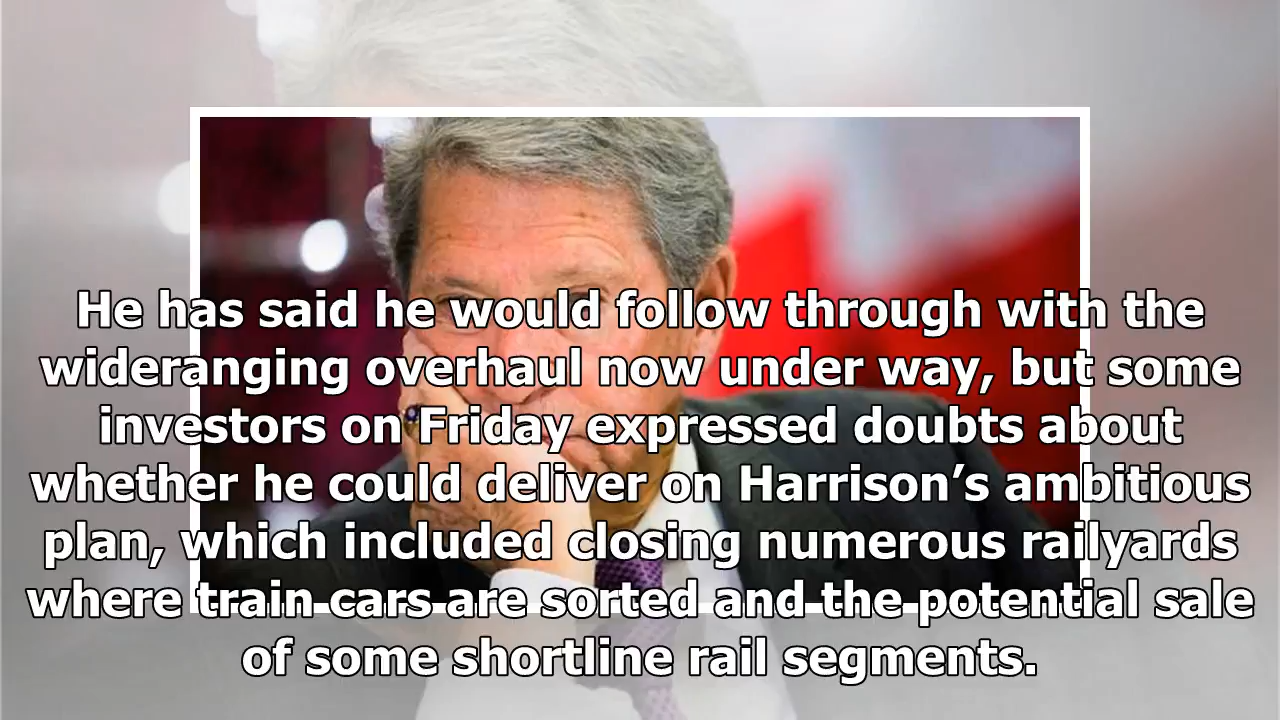 He has said he would follow through with the
wideranging overhaul now under way, but some
investors on Friday expressed doubts about
whether he could deliver on Harrison’s ambitious
plan, which included closing numerous railyards
where train cars are sorted and the potential sale
of some shortline rail segments.